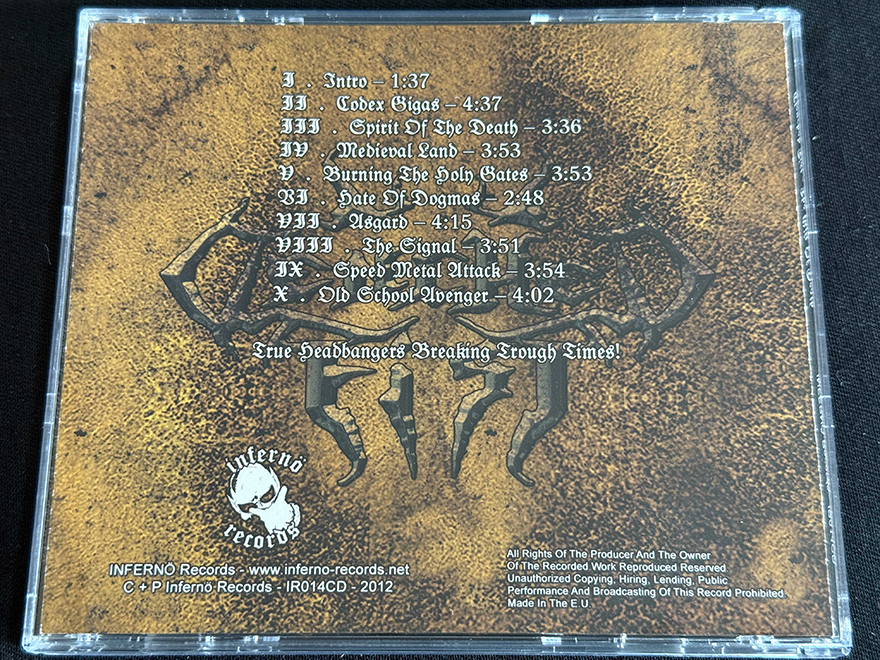 I . Intro – 1:37
II . Codex Gigas – 4:37
III . Spirit Of The Death – 3:36
IV . Medieval Land – 3:53
V . Burning The Holy Gates – 3:53
VI . Hate Of Dogmas – 2:48
VII . Asgard – 4:15
VIII . The Signal – 3:51
IX . Speed Metal Attack – 3:54
X . Old School Avenger – 4:02
True Headbangers Breaking Trough Times!
infernö
records
INFERNÖ Records - www.inferno-records.net
C + P Infernö Records - IR014CD - 2012
All Rights Of The Producer And The Owner
Of The Recorded Work Reproduced Reserved
Unauthorized Copying, Hiring, Lending, Public
Performance And Broadcasting Of This Record Prohibited.
Made In The E.U.